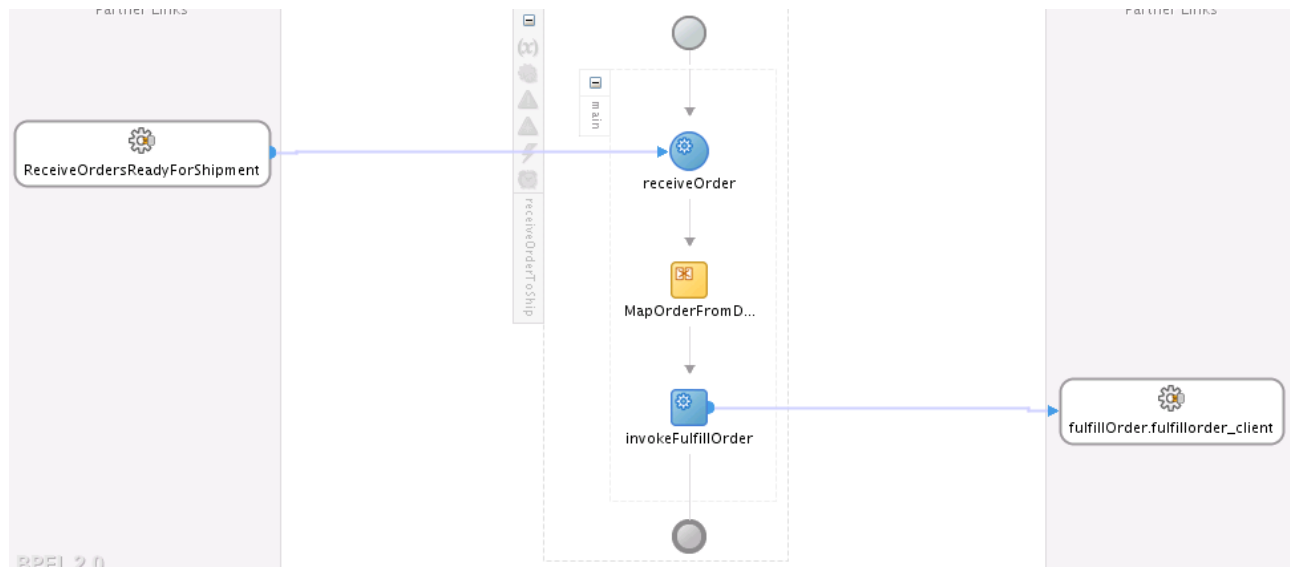 Partner Links
Partner Links
(x)
main
ReceiveOrdersReadyForShipment
receiveOrder
receiveOrderToShip
MapOrderFromD...
invokeFulfillOrder
fulfillOrder.fulfillorder_client
BPEL 2.0